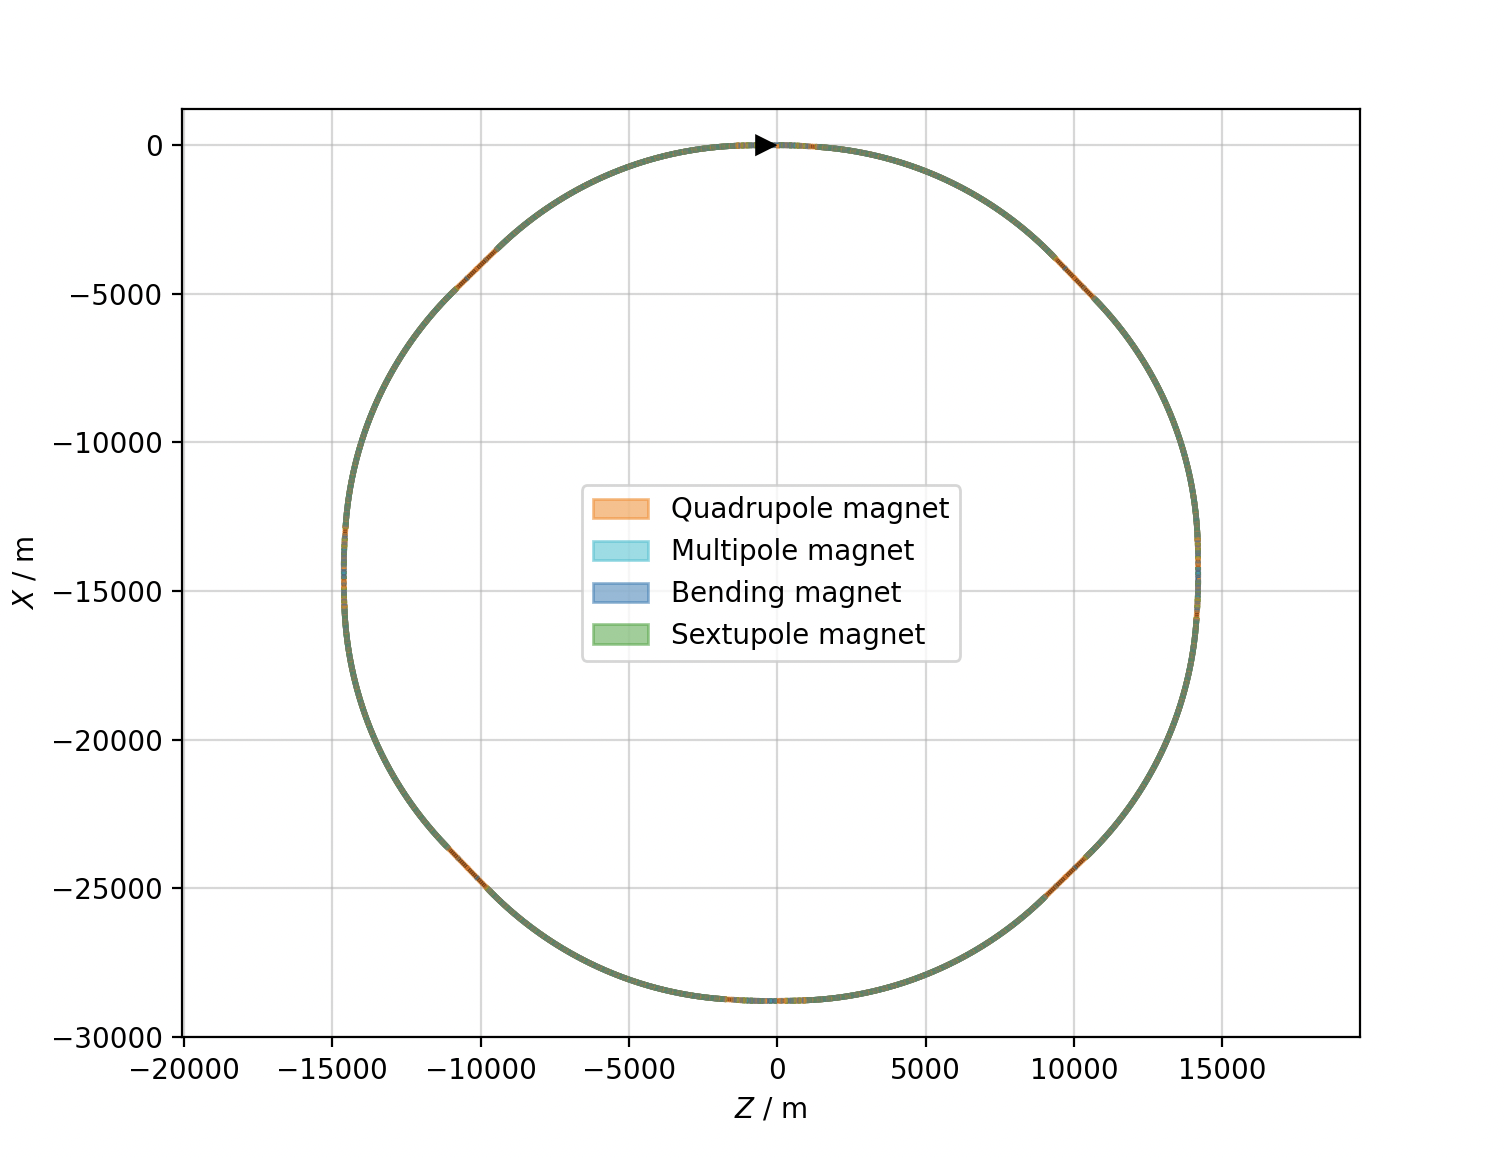 0
−5000
−10000
−15000
−20000
−25000
−30000
X / m
Quadrupole magnet
Multipole magnet
Bending magnet
Sextupole magnet
−20000 −15000 −10000 −5000 0 5000 10000 15000
Z / m